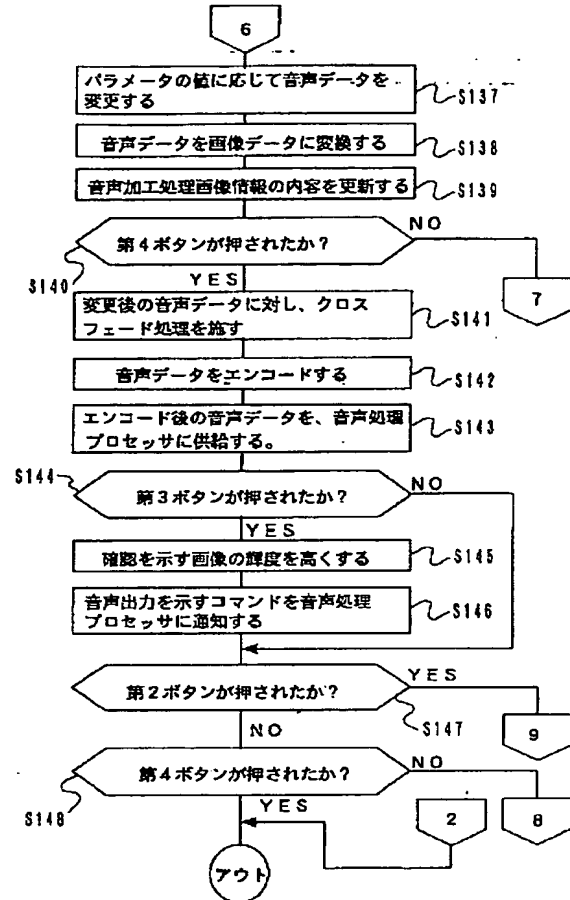 6
パラメータの値に応じて音声データを
変更する
S137
音声データを画像データに変換する
S138
音声加工処理画像情報の内容を更新する
S139
第4ボタンが押されたか?
NO
S140
YES
7
変更後の音声データに対し、クロス
フェード処理を施す
S141
音声データをエンコードする
S142
エンコード後の音声データを、音声処理
プロセッサに供給する。
S143
S144
第3ボタンが押されたか?
NO
YES
確認を示す画像の輝度を高くする
S145
音声出力を示すコマンドを音声処理
プロセッサに通知する
S146
第2ボタンが押されたか?
YES
S147
NO
9
第4ボタンが押されたか?
NO
S148
YES
2
8
アウト